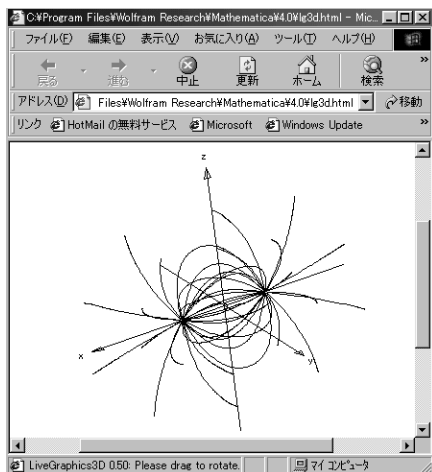 C:¥Program Files¥Wolfram Research¥Mathematica¥4.0¥lg3d.html - Mic...
ファイル(F) 編集(E) 表示(V) お気に入り(A) ツール(T) ヘルプ(H)
戻る 進む 中止 更新 ホーム 検索 »
アドレス(D) Files¥Wolfram Research¥Mathematica¥4.0¥lg3d.html 移動
リンク HotMail の無料サービス Microsoft Windows Update »
z
x
y
LiveGraphics3D 0.50: Please drag to rotate. マイ コンピュータ